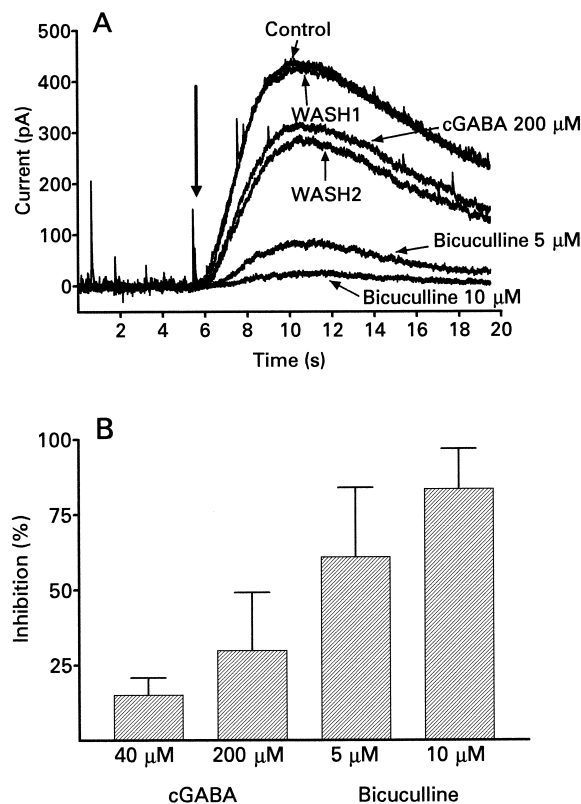 A
Current (pA)
500
400
300
200
100
0
Control
WASH1
cGABA 200 µM
WASH2
Bicuculline 5 µM
Bicuculline 10 µM
2 4 6 8 10 12 14 16 18 20
Time (s)
B
Inhibition (%)
100
75
50
25
40 µM 200 µM 5 µM 10 µM
cGABA Bicuculline